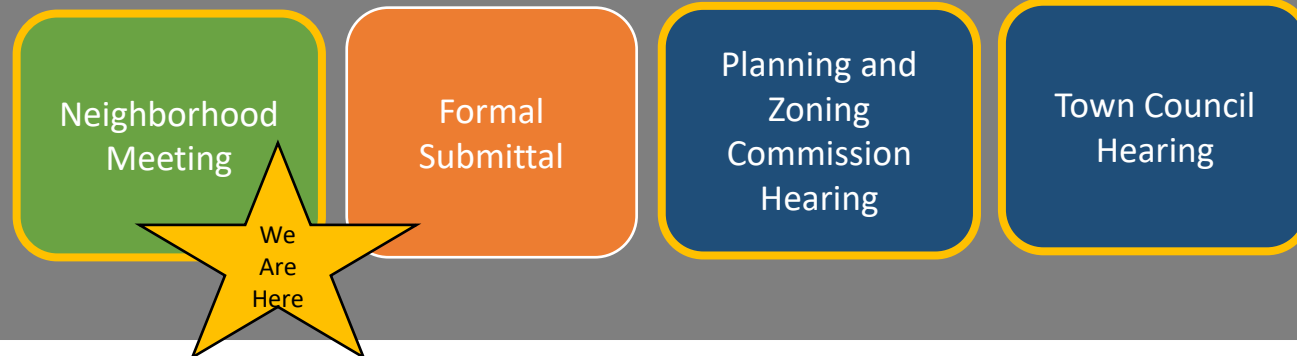 Neighborhood
Meeting
Formal
Submittal
Planning and
Zoning
Commission
Hearing
Town Council
Hearing
We
Are
Here